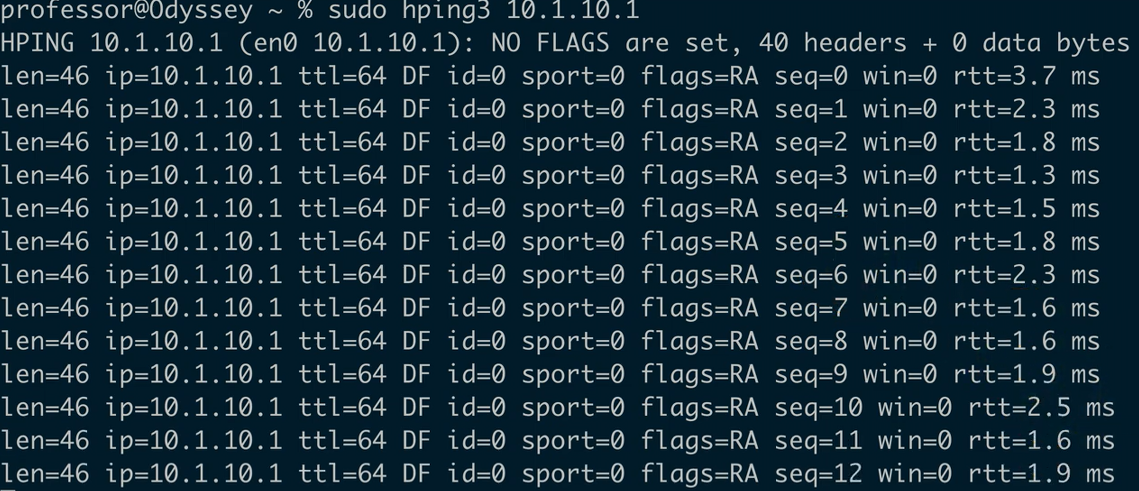 professor@Odyssey ~ % sudo hping3 10.1.10.1
HPING 10.1.10.1 (en0 10.1.10.1): NO FLAGS are set, 40 headers + 0 data bytes
len=46 ip=10.1.10.1 ttl=64 DF id=0 sport=0 flags=RA seq=0 win=0 rtt=3.7 ms
len=46 ip=10.1.10.1 ttl=64 DF id=0 sport=0 flags=RA seq=1 win=0 rtt=2.3 ms
len=46 ip=10.1.10.1 ttl=64 DF id=0 sport=0 flags=RA seq=2 win=0 rtt=1.8 ms
len=46 ip=10.1.10.1 ttl=64 DF id=0 sport=0 flags=RA seq=3 win=0 rtt=1.3 ms
len=46 ip=10.1.10.1 ttl=64 DF id=0 sport=0 flags=RA seq=4 win=0 rtt=1.5 ms
len=46 ip=10.1.10.1 ttl=64 DF id=0 sport=0 flags=RA seq=5 win=0 rtt=1.8 ms
len=46 ip=10.1.10.1 ttl=64 DF id=0 sport=0 flags=RA seq=6 win=0 rtt=2.3 ms
len=46 ip=10.1.10.1 ttl=64 DF id=0 sport=0 flags=RA seq=7 win=0 rtt=1.6 ms
len=46 ip=10.1.10.1 ttl=64 DF id=0 sport=0 flags=RA seq=8 win=0 rtt=1.6 ms
len=46 ip=10.1.10.1 ttl=64 DF id=0 sport=0 flags=RA seq=9 win=0 rtt=1.9 ms
len=46 ip=10.1.10.1 ttl=64 DF id=0 sport=0 flags=RA seq=10 win=0 rtt=2.5 ms
len=46 ip=10.1.10.1 ttl=64 DF id=0 sport=0 flags=RA seq=11 win=0 rtt=1.6 ms
len=46 ip=10.1.10.1 ttl=64 DF id=0 sport=0 flags=RA seq=12 win=0 rtt=1.9 ms